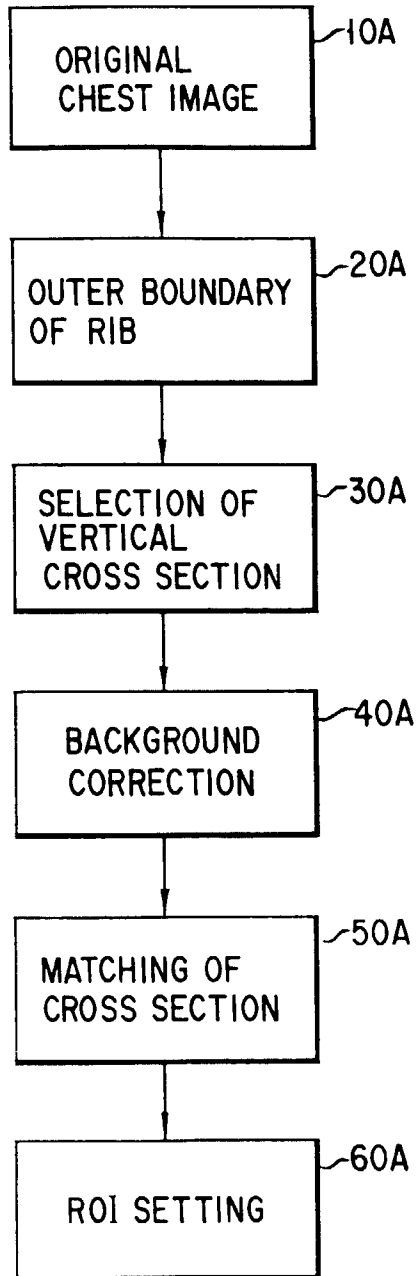 10A
ORIGINAL
CHEST IMAGE
20A
OUTER BOUNDARY
OF RIB
30A
SELECTION OF
VERTICAL
CROSS SECTION
40A
BACKGROUND
CORRECTION
50A
MATCHING OF
CROSS SECTION
60A
ROI SETTING